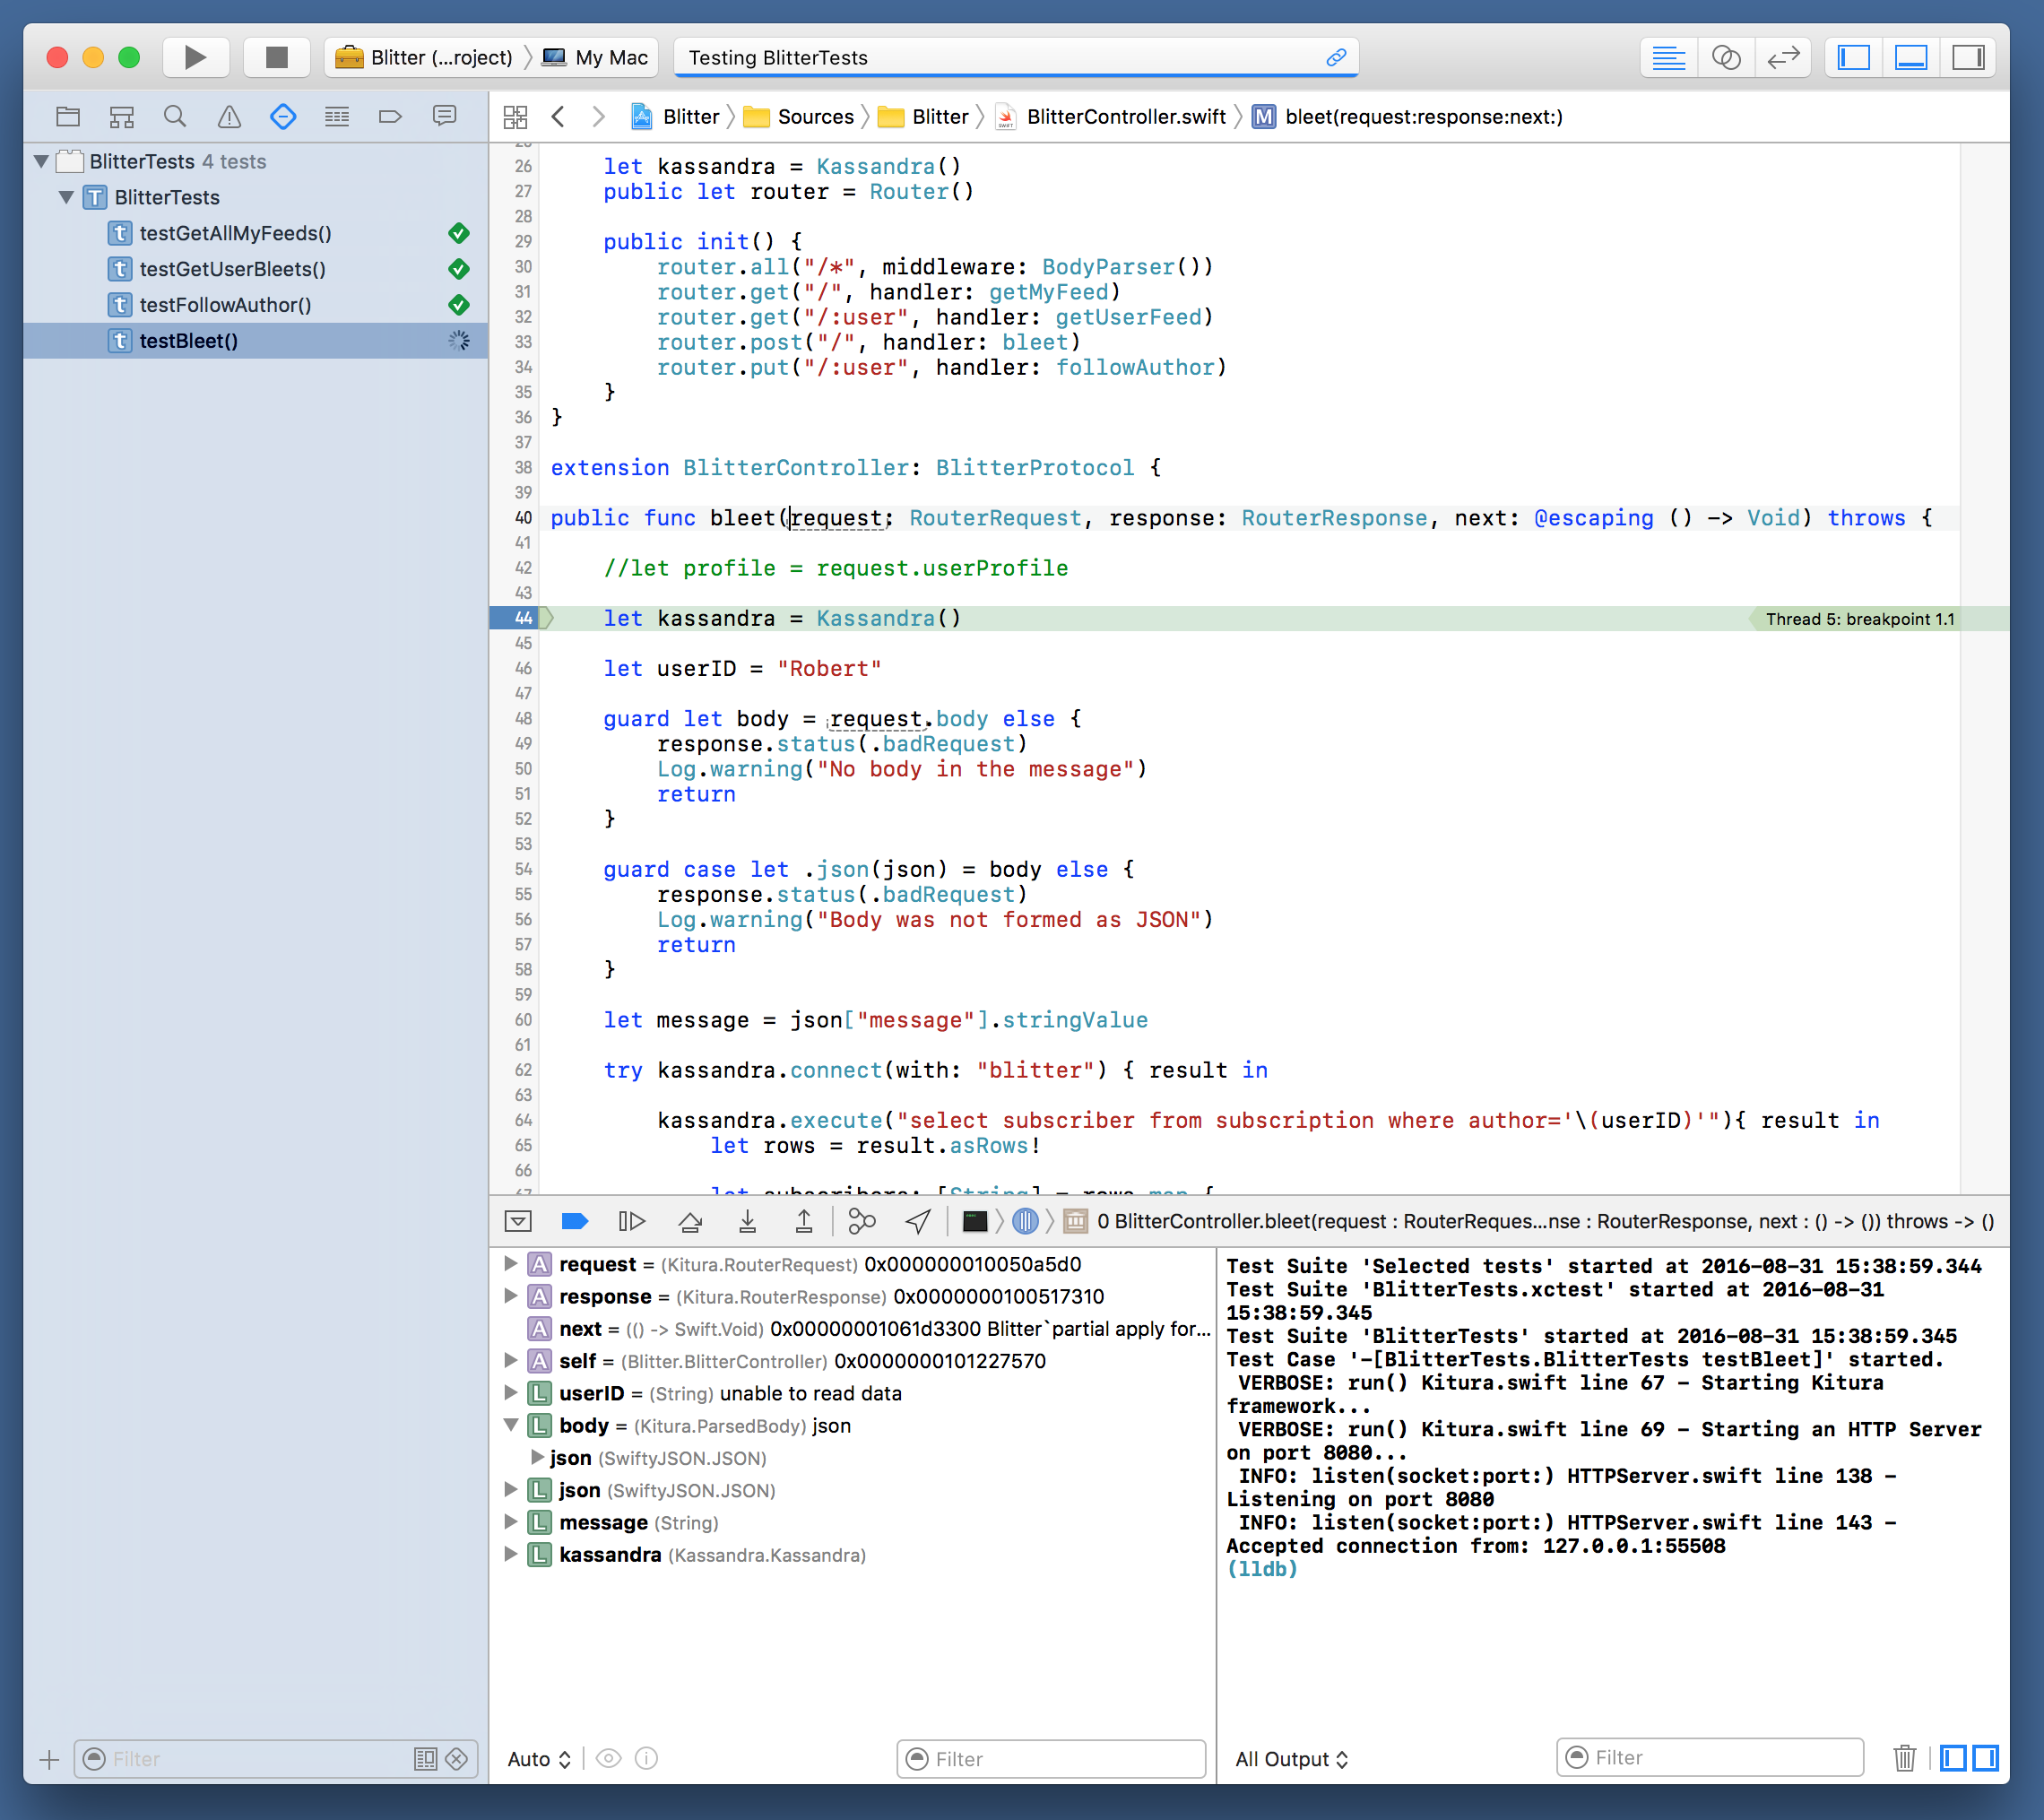 Blitter (...roject) My Mac
Testing BlitterTests
Blitter Sources Blitter BlitterController.swift M bleet(request:response:next:)
BlitterTests 4 tests
T BlitterTests
t testGetAllMyFeeds()
t testGetUserBleets()
t testFollowAuthor()
t testBleet()
26 let kassandra = Kassandra()
27 public let router = Router()
28
29 public init() {
30 router.all("/*", middleware: BodyParser())
31 router.get("/", handler: getMyFeed)
32 router.get("/:user", handler: getUserFeed)
33 router.post("/", handler: bleet)
34 router.put("/:user", handler: followAuthor)
35 }
36 }
37
38 extension BlitterController: BlitterProtocol {
39
40 public func bleet(request: RouterRequest, response: RouterResponse, next: @escaping () -> Void) throws {
41
42 //let profile = request.userProfile
43
44 let kassandra = Kassandra() Thread 5: breakpoint 1.1
45
46 let userID = "Robert"
47
48 guard let body = request.body else {
49 response.status(.badRequest)
50 Log.warning("No body in the message")
51 return
52 }
53
54 guard case let .json(json) = body else {
55 response.status(.badRequest)
56 Log.warning("Body was not formed as JSON")
57 return
58 }
59
60 let message = json["message"].stringValue
61
62 try kassandra.connect(with: "blitter") { result in
63
64 kassandra.execute("select subscriber from subscription where author='\(userID)'"){ result in
65 let rows = result.asRows!
66
67 let subscribers: [String] = rows.map {
0 BlitterController.bleet(request : RouterReques...nse : RouterResponse, next : () -> ()) throws -> ()
A request = (Kitura.RouterRequest) 0x000000010050a5d0
A response = (Kitura.RouterResponse) 0x0000000100517310
A next = (() -> Swift.Void) 0x00000001061d3300 Blitter`partial apply for...
A self = (Blitter.BlitterController) 0x0000000101227570
L userID = (String) unable to read data
L body = (Kitura.ParsedBody) json
json (SwiftyJSON.JSON)
L json (SwiftyJSON.JSON)
L message (String)
L kassandra (Kassandra.Kassandra)
Test Suite 'Selected tests' started at 2016-08-31 15:38:59.344
Test Suite 'BlitterTests.xctest' started at 2016-08-31
15:38:59.345
Test Suite 'BlitterTests' started at 2016-08-31 15:38:59.345
Test Case '-[BlitterTests.BlitterTests testBleet]' started.
VERBOSE: run() Kitura.swift line 67 - Starting Kitura
framework...
VERBOSE: run() Kitura.swift line 69 - Starting an HTTP Server
on port 8080...
INFO: listen(socket:port:) HTTPServer.swift line 138 -
Listening on port 8080
INFO: listen(socket:port:) HTTPServer.swift line 143 -
Accepted connection from: 127.0.0.1:55508
(lldb)
Filter
Auto
Filter
All Output
Filter